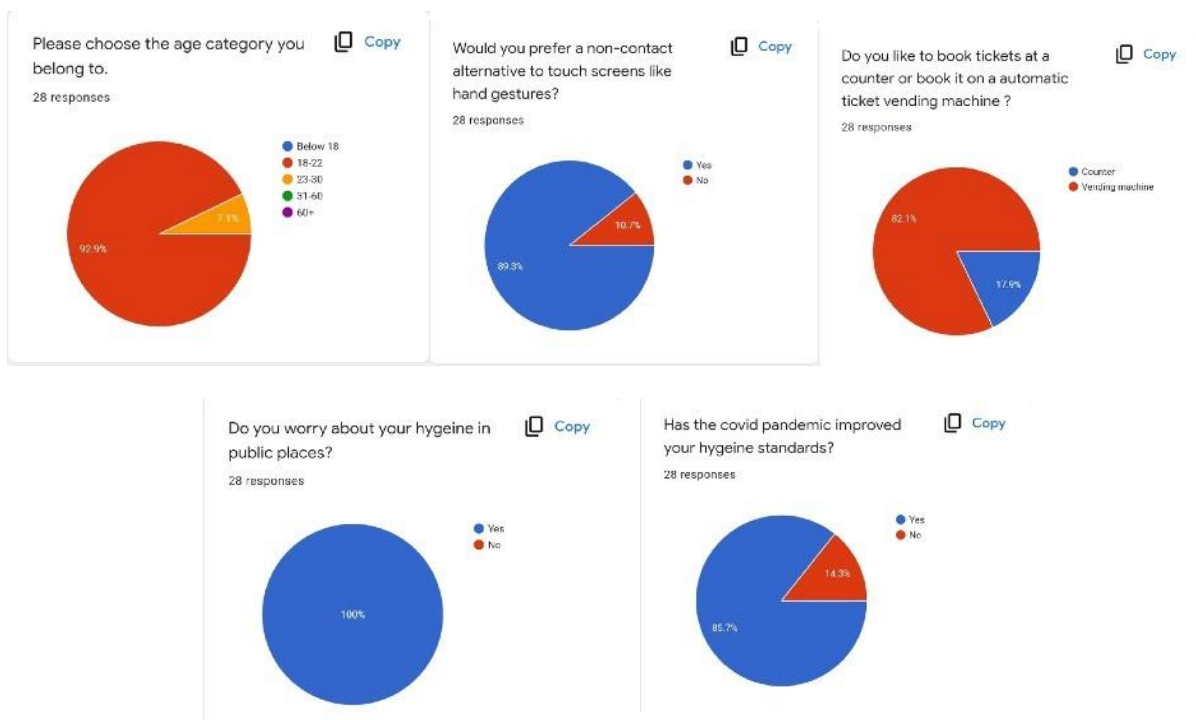 Please choose the age category you
belong to.
Copy
28 responses
Below 18
18-22
23-30
31-60
60+
7.1%
92.9%
Would you prefer a non-contact
alternative to touch screens like
hand gestures?
Copy
28 responses
Yes
No
10.7%
89.3%
Do you like to book tickets at a
counter or book it on a automatic
ticket vending machine ?
Copy
28 responses
Counter
Vending machine
82.1%
17.9%
Do you worry about your hygeine in
public places?
Copy
28 responses
Yes
No
100%
Has the covid pandemic improved
your hygeine standards?
Copy
28 responses
Yes
No
14.3%
85.7%